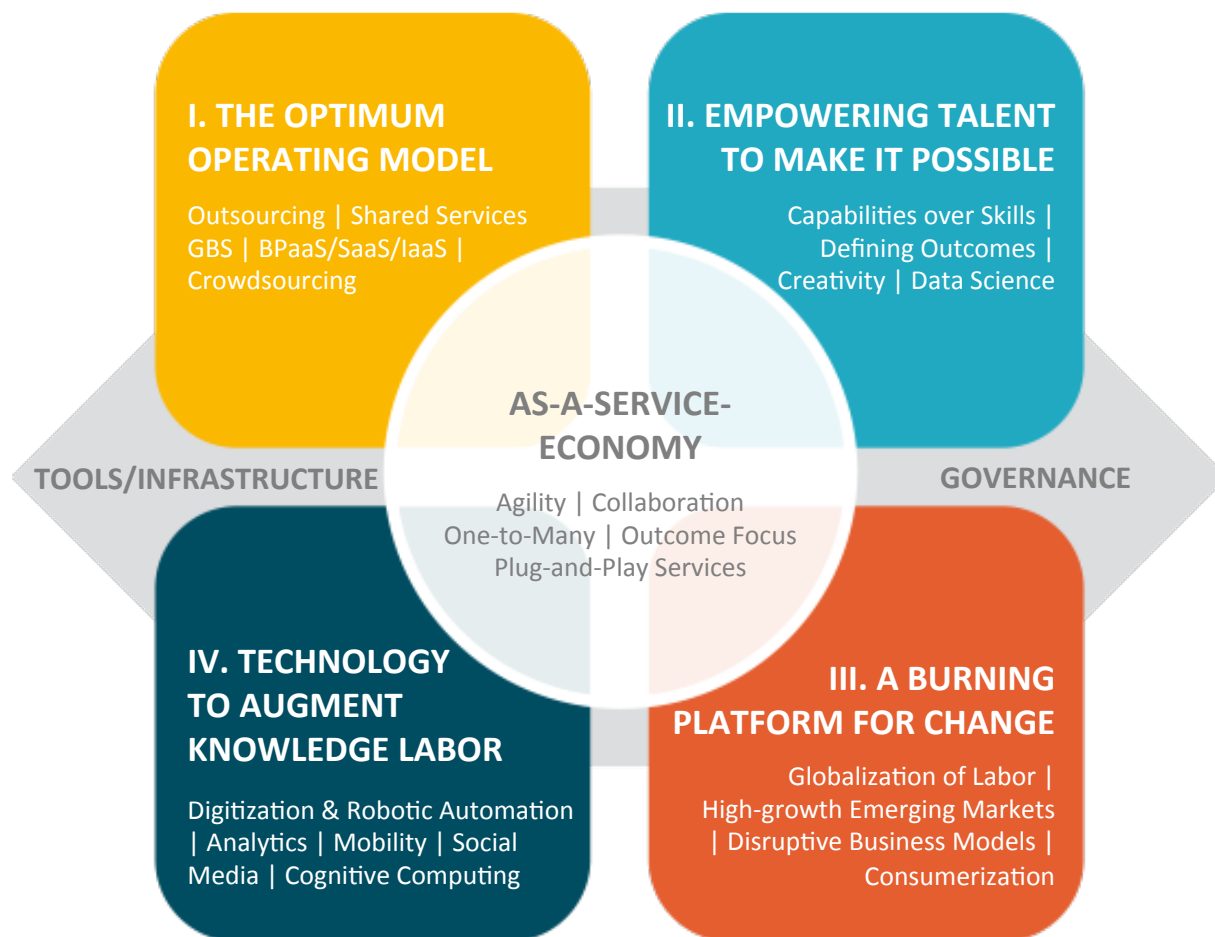 I. THE OPTIMUM
OPERATING MODEL
Outsourcing | Shared Services
GBS | BPaaS/SaaS/IaaS |
Crowdsourcing
II. EMPOWERING TALENT
TO MAKE IT POSSIBLE
Capabilities over Skills |
Defining Outcomes |
Creativity | Data Science
AS-A-SERVICE-
ECONOMY
Agility | Collaboration
One-to-Many | Outcome Focus
Plug-and-Play Services
TOOLS/INFRASTRUCTURE
GOVERNANCE
III. A BURNING
PLATFORM FOR CHANGE
Globalization of Labor |
High-growth Emerging Markets
| Disruptive Business Models |
Consumerization
IV. TECHNOLOGY
TO AUGMENT
KNOWLEDGE LABOR
Digitization & Robotic Automation
| Analytics | Mobility | Social
Media | Cognitive Computing